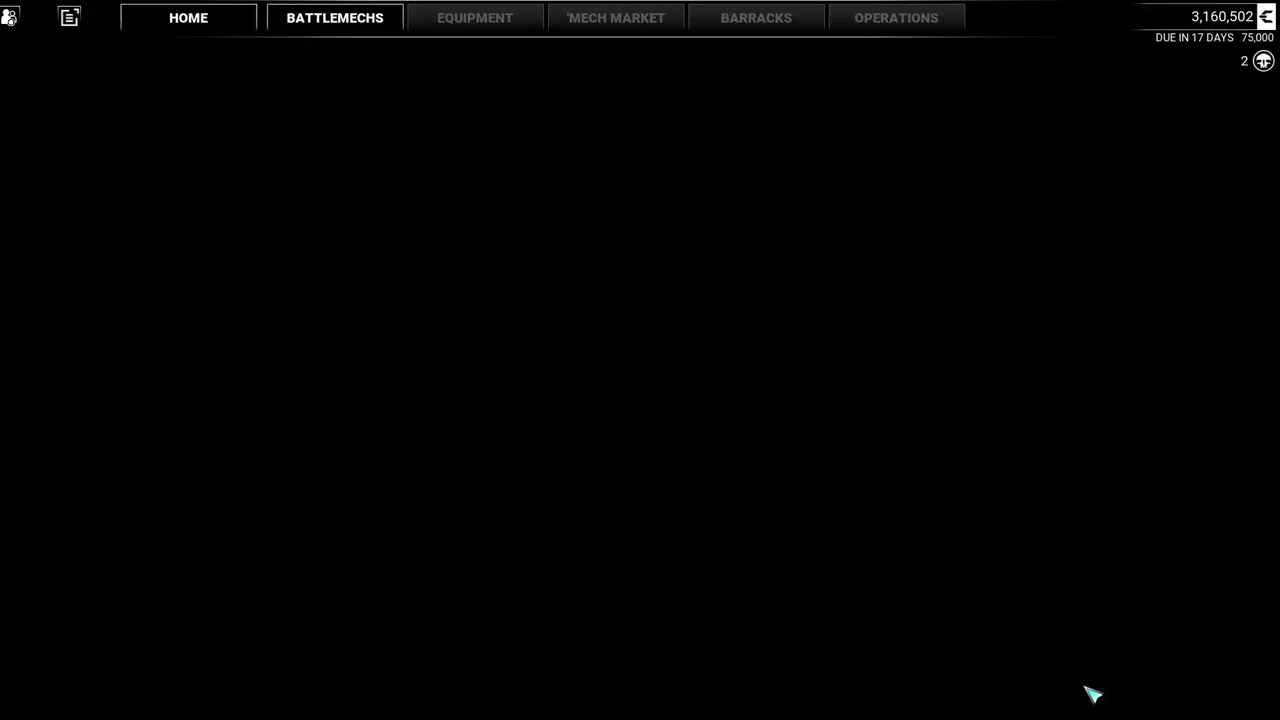 HOME BATTLEMECHS EQUIPMENT 'MECH MARKET BARRACKS OPERATIONS 3,160,502
DUE IN 17 DAYS 75,000
2